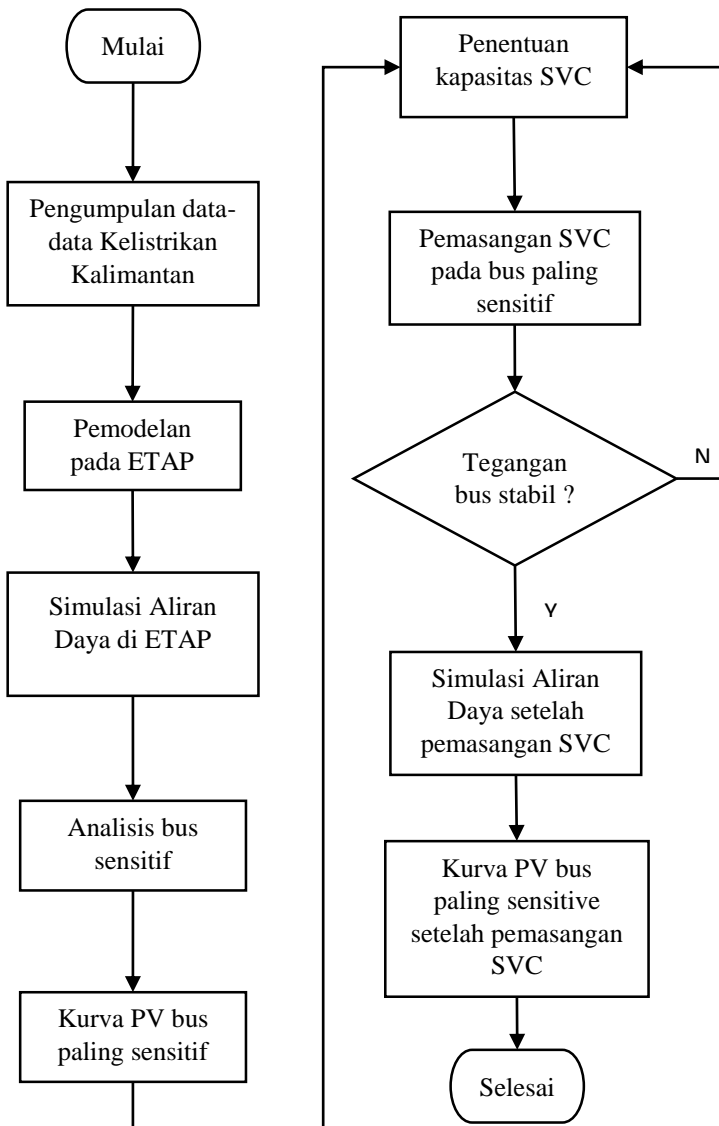 Mulai
Pengumpulan data-
data Kelistrikan
Kalimantan
Pemodelan
pada ETAP
Simulasi Aliran
Daya di ETAP
Analisis bus
sensitif
Kurva PV bus
paling sensitif
Penentuan
kapasitas SVC
Pemasangan SVC
pada bus paling
sensitif
Tegangan
bus stabil ?
N
Y
Simulasi Aliran
Daya setelah
pemasangan SVC
Kurva PV bus
paling sensitive
setelah pemasangan
SVC
Selesai